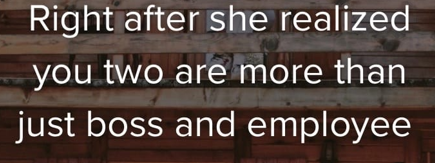 Right after she realized
you two are more than
just boss and employee